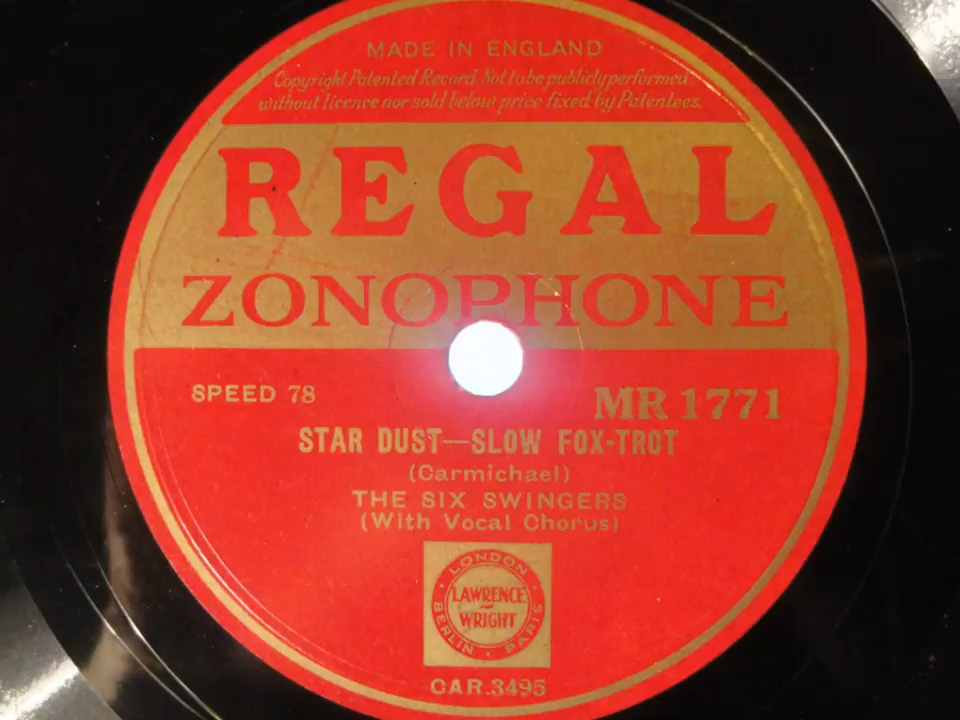 MADE IN ENGLAND
Copyright Patented Record Not to be publicly performed
without licence nor sold below price fixed by Patentees.
REGAL
ZONOPHONE
SPEED 78
MR 1771
STAR DUST—SLOW FOX-TROT
(Carmichael)
THE SIX SWINGERS
(With Vocal Chorus)
LONDON
LAWRENCE
WRIGHT
BERLIN · PARIS
CAR.3495